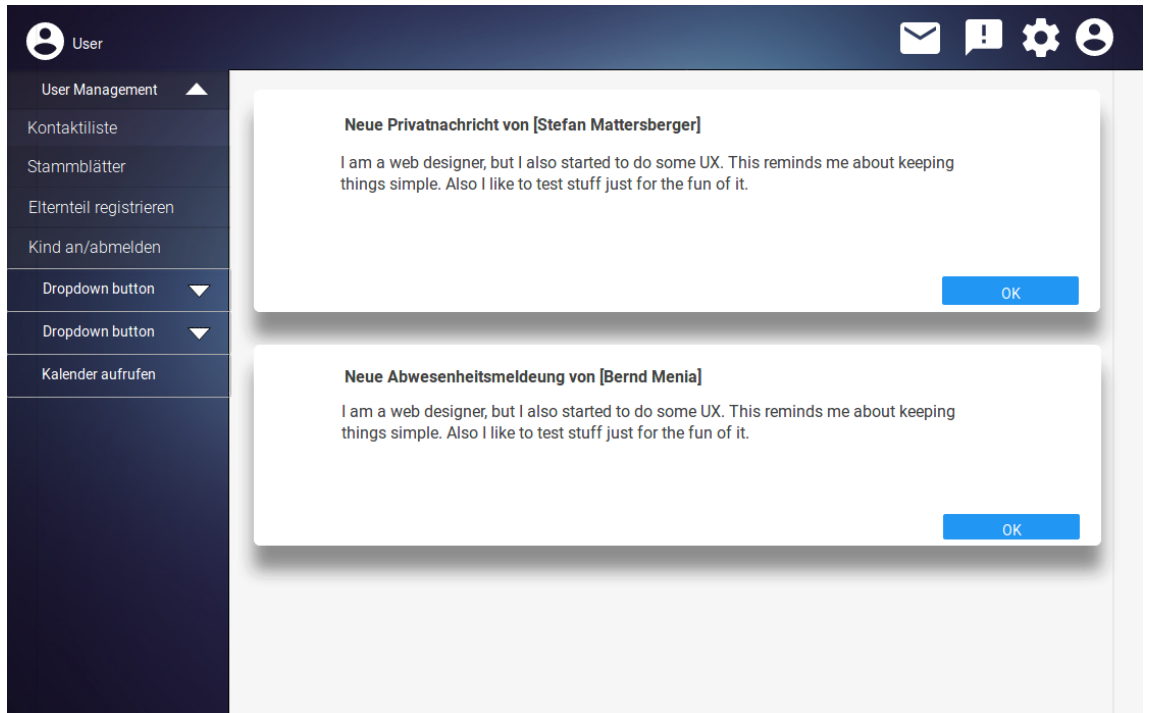 User
User Management
Kontaktiliste
Stammblätter
Elternteil registrieren
Kind an/abmelden
Dropdown button
Dropdown button
Kalender aufrufen
Neue Privatnachricht von [Stefan Mattersberger]
I am a web designer, but I also started to do some UX. This reminds me about keeping
things simple. Also I like to test stuff just for the fun of it.
OK
Neue Abwesenheitsmeldeung von [Bernd Menia]
I am a web designer, but I also started to do some UX. This reminds me about keeping
things simple. Also I like to test stuff just for the fun of it.
OK